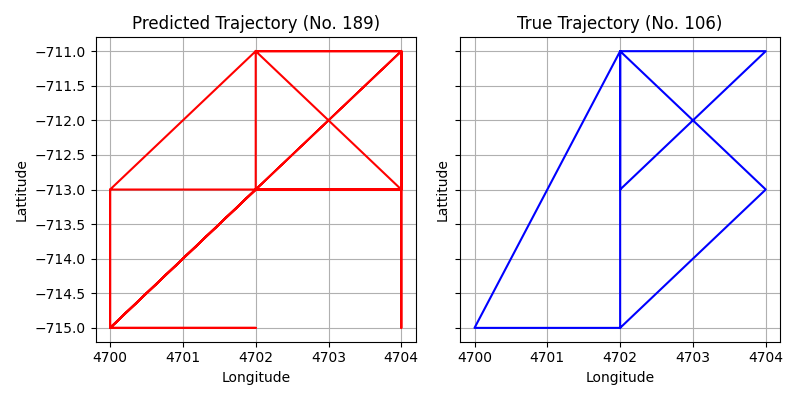 Predicted Trajectory (No. 189)
True Trajectory (No. 106)
−711.0
−711.5
−712.0
−712.5
−713.0
−713.5
−714.0
−714.5
−715.0
Lattitude
Lattitude
4700 4701 4702 4703 4704
4700 4701 4702 4703 4704
Longitude
Longitude